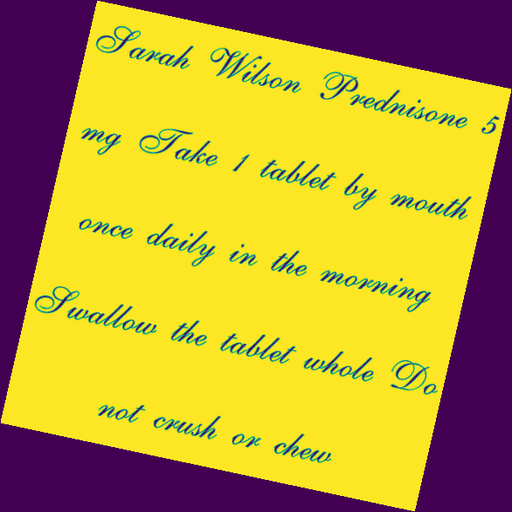 Sarah Wilson Prednisone 5
mg Take 1 tablet by mouth
once daily in the morning
Swallow the tablet whole Do
not crush or chew